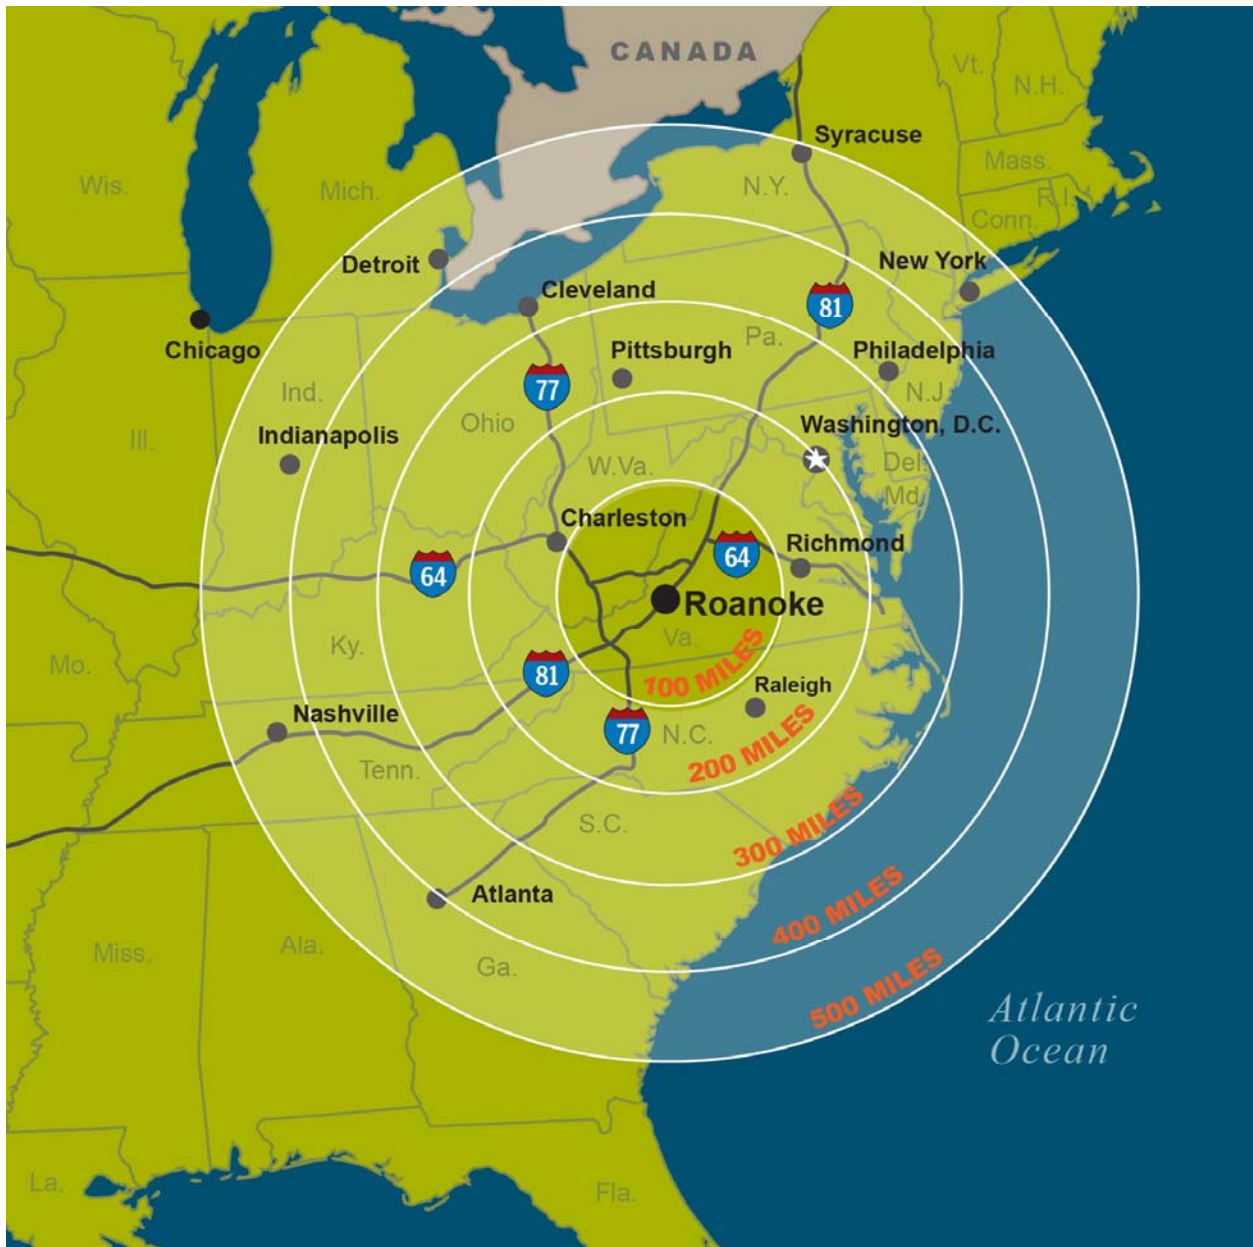 CANADA
Vt.
N.H.
Syracuse
Mass.
Wis.
Mich.
N.Y.
R.I.
Conn.
Detroit
New York
Cleveland
81
Chicago
Pittsburgh
Pa.
Philadelphia
77
Ind.
N.J.
Ohio
Indianapolis
Washington, D.C.
Ill.
W.Va.
Del.
Md.
Charleston
Richmond
64
64
Roanoke
Ky.
Va.
Mo.
81
100 MILES
Raleigh
Nashville
77
N.C.
200 MILES
Tenn.
S.C.
300 MILES
Atlanta
400 MILES
Miss.
Ala.
Ga.
500 MILES
Atlantic
Ocean
La.
Fla.